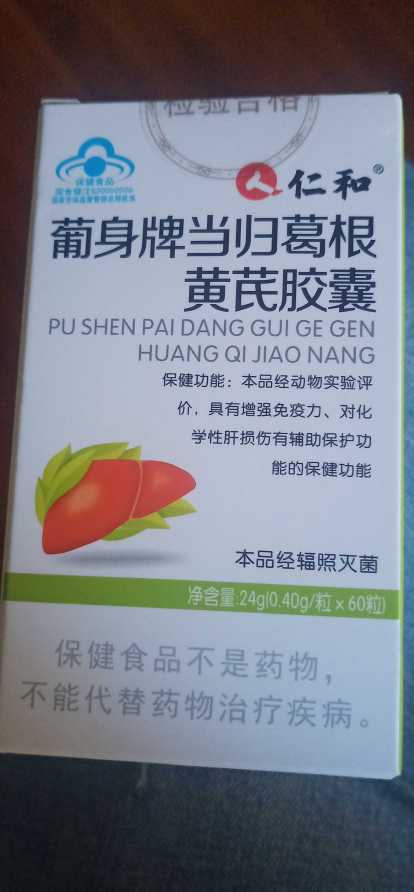 检验合格
保健食品
仁和®
葡身牌当归葛根
黄芪胶囊
PU SHEN PAI DANG GUI GE GEN
HUANG QI JIAO NANG
保健功能：本品经动物实验评
价，具有增强免疫力、对化
学性肝损伤有辅助保护功
能的保健功能
本品经辐照灭菌
净含量:24g(0.40g/粒×60粒)
保健食品不是药物，
不能代替药物治疗疾病。